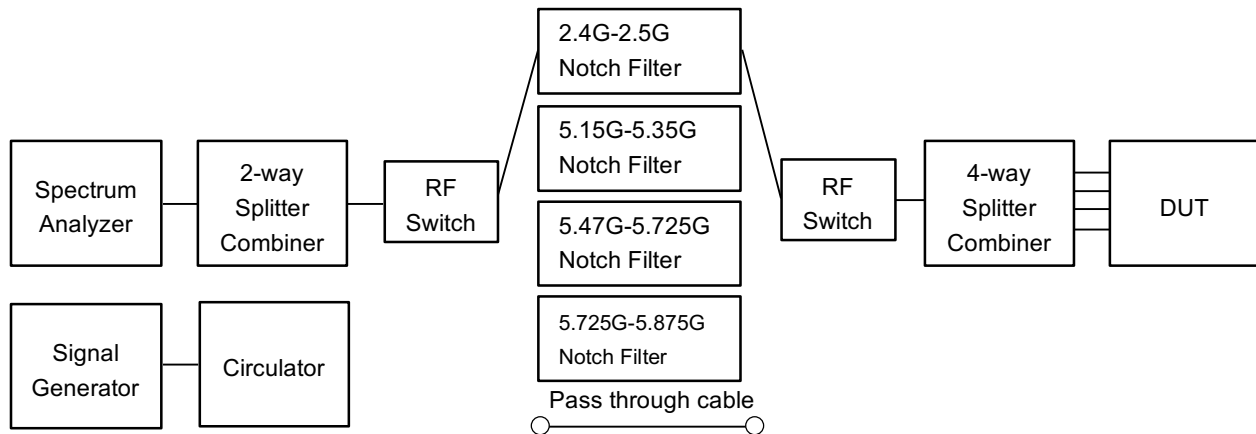 2.4G-2.5G
Notch Filter
5.15G-5.35G
Notch Filter
5.47G-5.725G
Notch Filter
5.725G-5.875G
Notch Filter
Pass through cable
Spectrum
Analyzer
2-way
Splitter
Combiner
RF
Switch
RF
Switch
4-way
Splitter
Combiner
DUT
Signal
Generator
Circulator